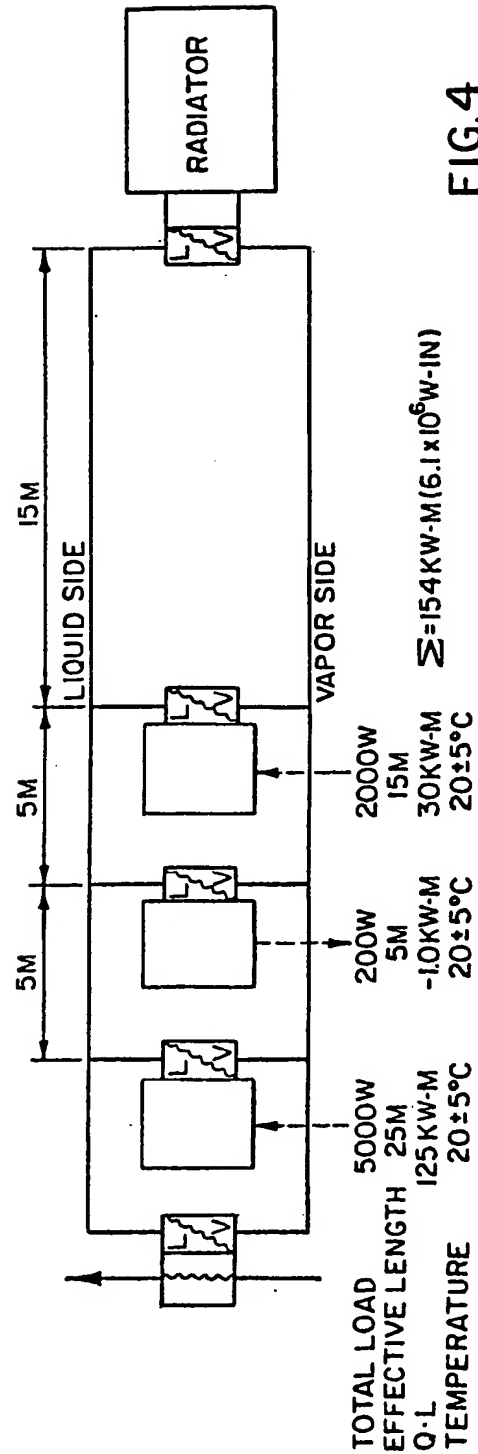 15M
5M
5M
LIQUID SIDE
VAPOR SIDE
RADIATOR
L V
L V
L V
L V
L V
TOTAL LOAD 5000W 200W 2000W
EFFECTIVE LENGTH 25M 5M 15M
Q·L 125KW-M -1.0KW-M 30KW-M Σ=154KW-M(6.1x10⁶W-IN)
TEMPERATURE 20±5°C 20±5°C 20±5°C
FIG.4